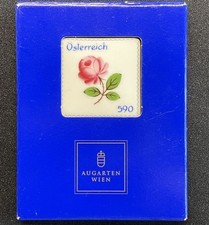 Österreich
590
AUGARTEN
WIEN